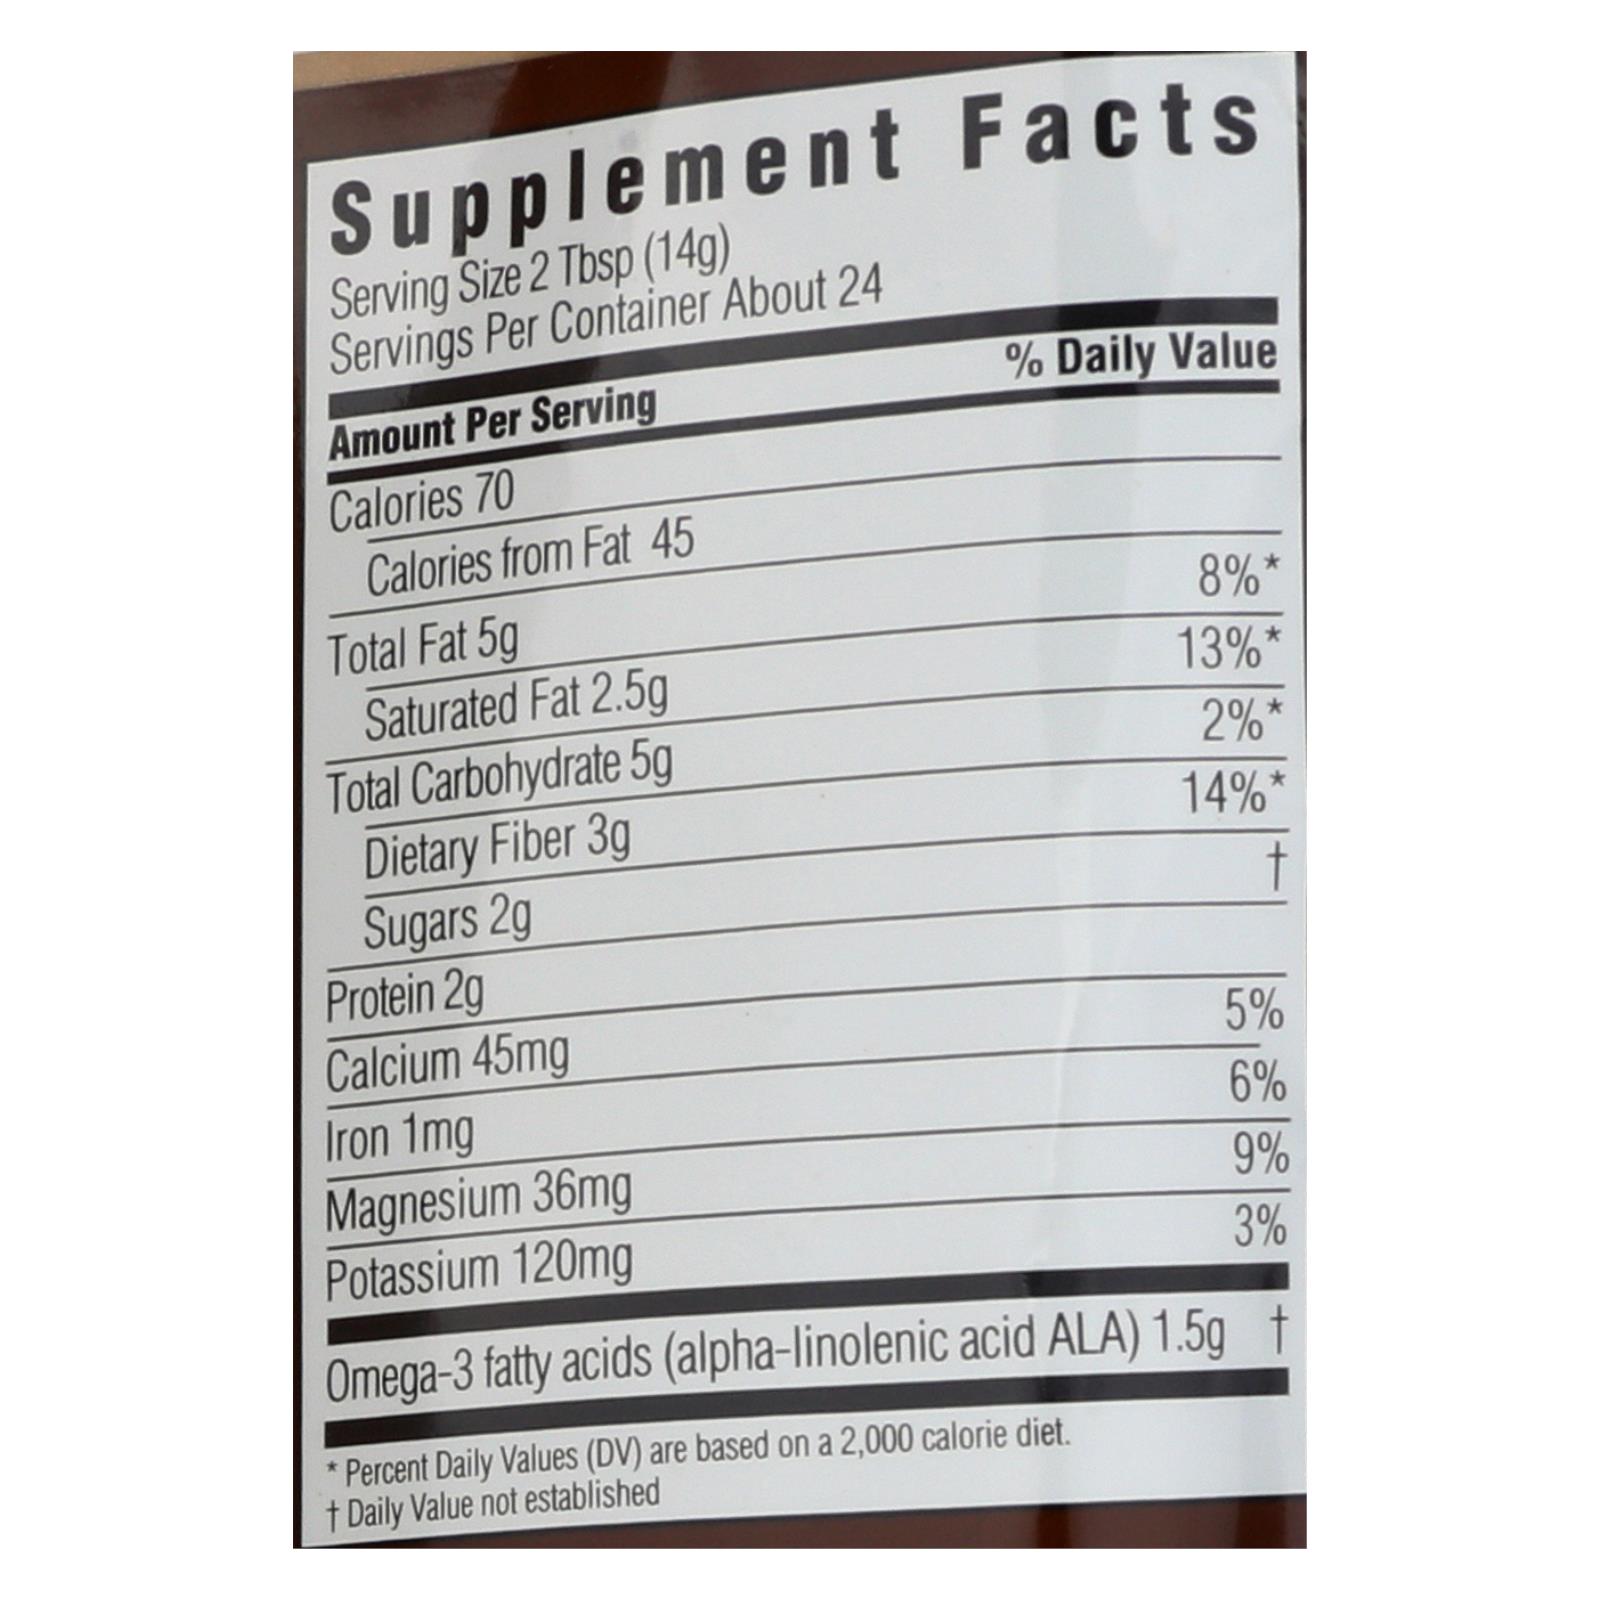 Supplement Facts
Serving Size 2 Tbsp (14g)
Servings Per Container About 24
Amount Per Serving % Daily Value
Calories 70
Calories from Fat 45
Total Fat 5g 8%*
Saturated Fat 2.5g 13%*
Total Carbohydrate 5g 2%*
Dietary Fiber 3g 14%*
Sugars 2g †
Protein 2g
Calcium 45mg 5%
Iron 1mg 6%
Magnesium 36mg 9%
Potassium 120mg 3%
Omega-3 fatty acids (alpha-linolenic acid ALA) 1.5g †
* Percent Daily Values (DV) are based on a 2,000 calorie diet.
† Daily Value not established